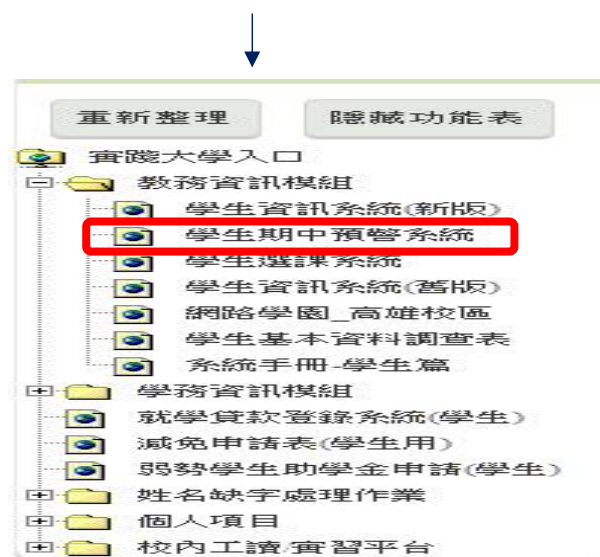 重新整理 隱藏功能表
實踐大學入口
教務資訊模組
學生資訊系統(新版)
學生期中預警系統
學生選課系統
學生資訊系統(舊版)
網路學園_高雄校區
學生基本資料調查表
系統手冊-學生篇
學務資訊模組
就學貸款登錄系統(學生)
減免申請表(學生用)
弱勢學生助學金申請(學生)
姓名缺字處理作業
個人項目
校內工讀/實習平台